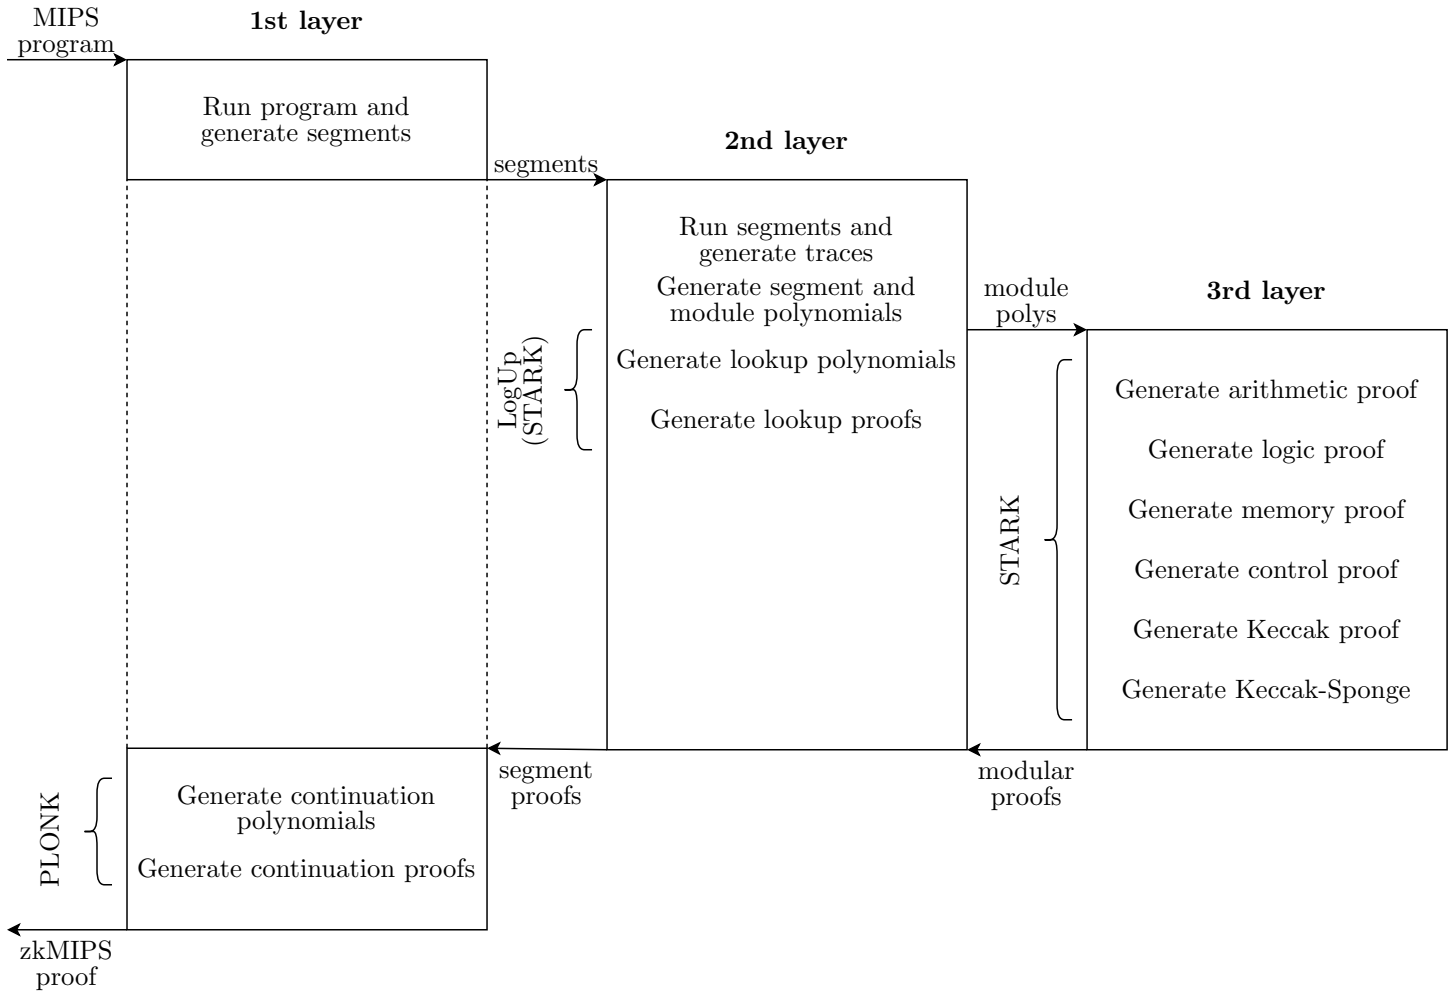 MIPS
program
1st layer
Run program and
generate segments
segments
2nd layer
Run segments and
generate traces
Generate segment and
module polynomials
LogUp
(STARK)
Generate lookup polynomials
Generate lookup proofs
module
polys
3rd layer
STARK
Generate arithmetic proof
Generate logic proof
Generate memory proof
Generate control proof
Generate Keccak proof
Generate Keccak-Sponge
modular
proofs
segment
proofs
PLONK
Generate continuation
polynomials
Generate continuation proofs
zkMIPS
proof